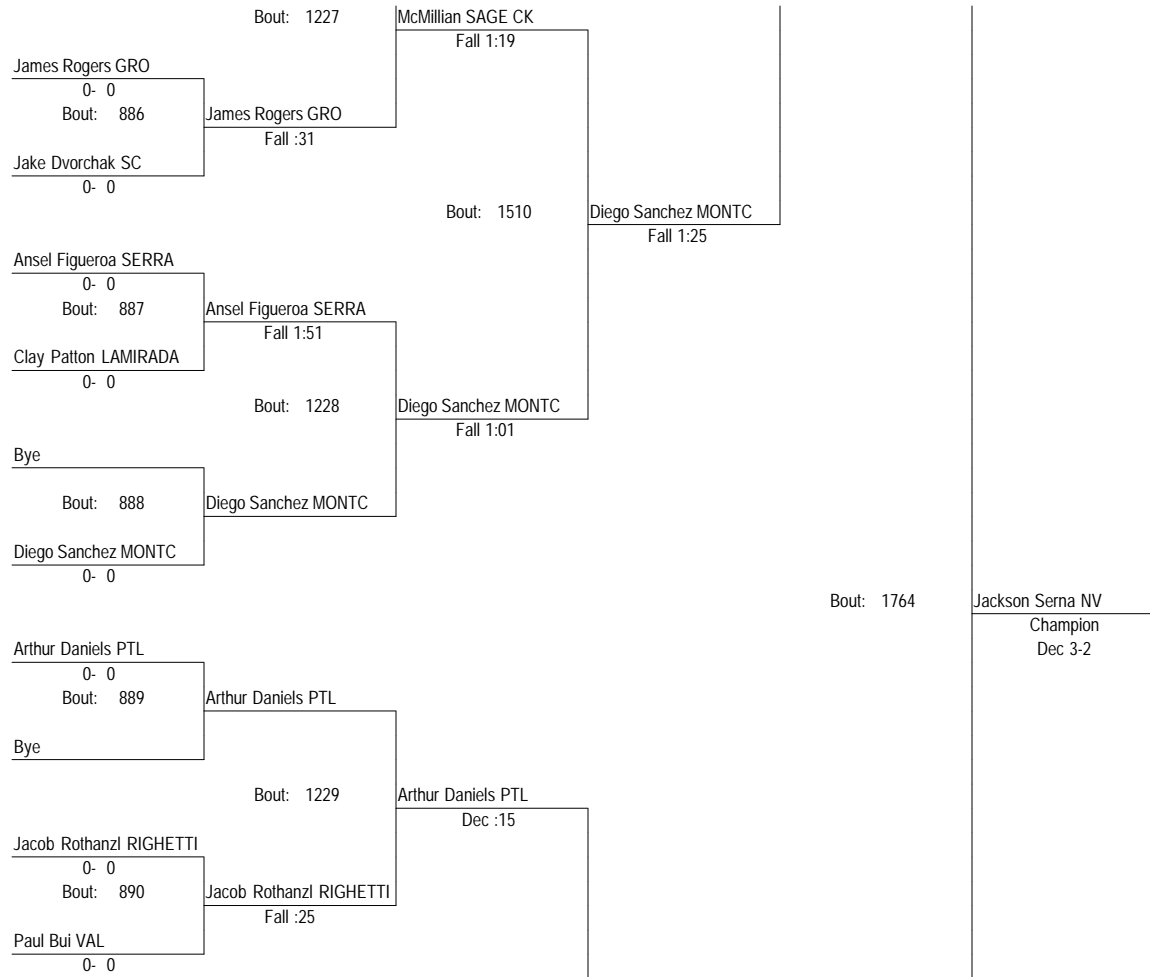 Bout: 1227 McMillian SAGE CK
Fall 1:19
James Rogers GRO
0- 0
Bout: 886 James Rogers GRO
Fall :31
Jake Dvorchak SC
0- 0
Bout: 1510 Diego Sanchez MONTC
Fall 1:25
Ansel Figueroa SERRA
0- 0
Bout: 887 Ansel Figueroa SERRA
Fall 1:51
Clay Patton LAMIRADA
0- 0
Bout: 1228 Diego Sanchez MONTC
Fall 1:01
Bye
Bout: 888 Diego Sanchez MONTC
Diego Sanchez MONTC
0- 0
Bout: 1764 Jackson Serna NV
Champion
Dec 3-2
Arthur Daniels PTL
0- 0
Bout: 889 Arthur Daniels PTL
Bye
Bout: 1229 Arthur Daniels PTL
Dec :15
Jacob Rothanzl RIGHETTI
0- 0
Bout: 890 Jacob Rothanzl RIGHETTI
Fall :25
Paul Bui VAL
0- 0